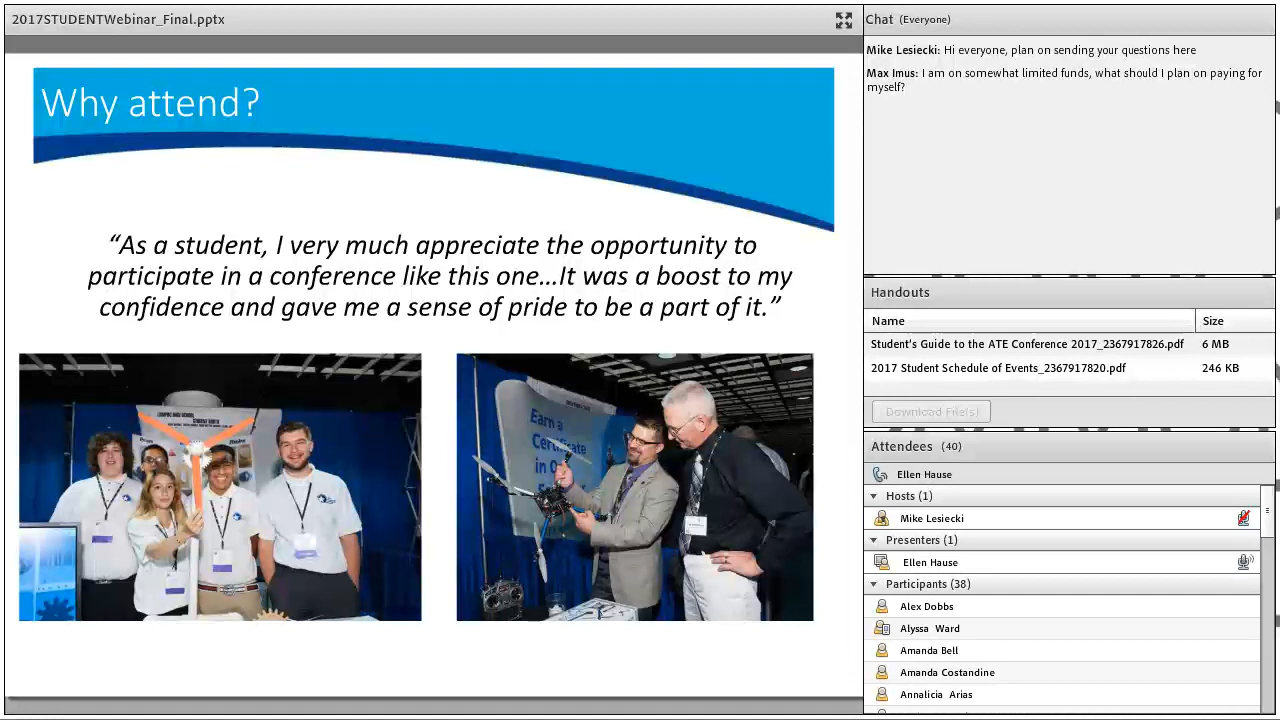 2017STUDENTWebinar_Final.pptx
Why attend?
“As a student, I very much appreciate the opportunity to
participate in a conference like this one…It was a boost to my
confidence and gave me a sense of pride to be a part of it.”
Earn a
Certificate
in O
Chat (Everyone)
Mike Lesiecki: Hi everyone, plan on sending your questions here
Max Imus: I am on somewhat limited funds, what should I plan on paying for
myself?
Handouts
Name Size
Student's Guide to the ATE Conference 2017_2367917826.pdf 6 MB
2017 Student Schedule of Events_2367917820.pdf 246 KB
Download File(s)
Attendees (40)
Ellen Hause
Hosts (1)
Mike Lesiecki
Presenters (1)
Ellen Hause
Participants (38)
Alex Dobbs
Alyssa Ward
Amanda Bell
Amanda Costandine
Annalicia Arias